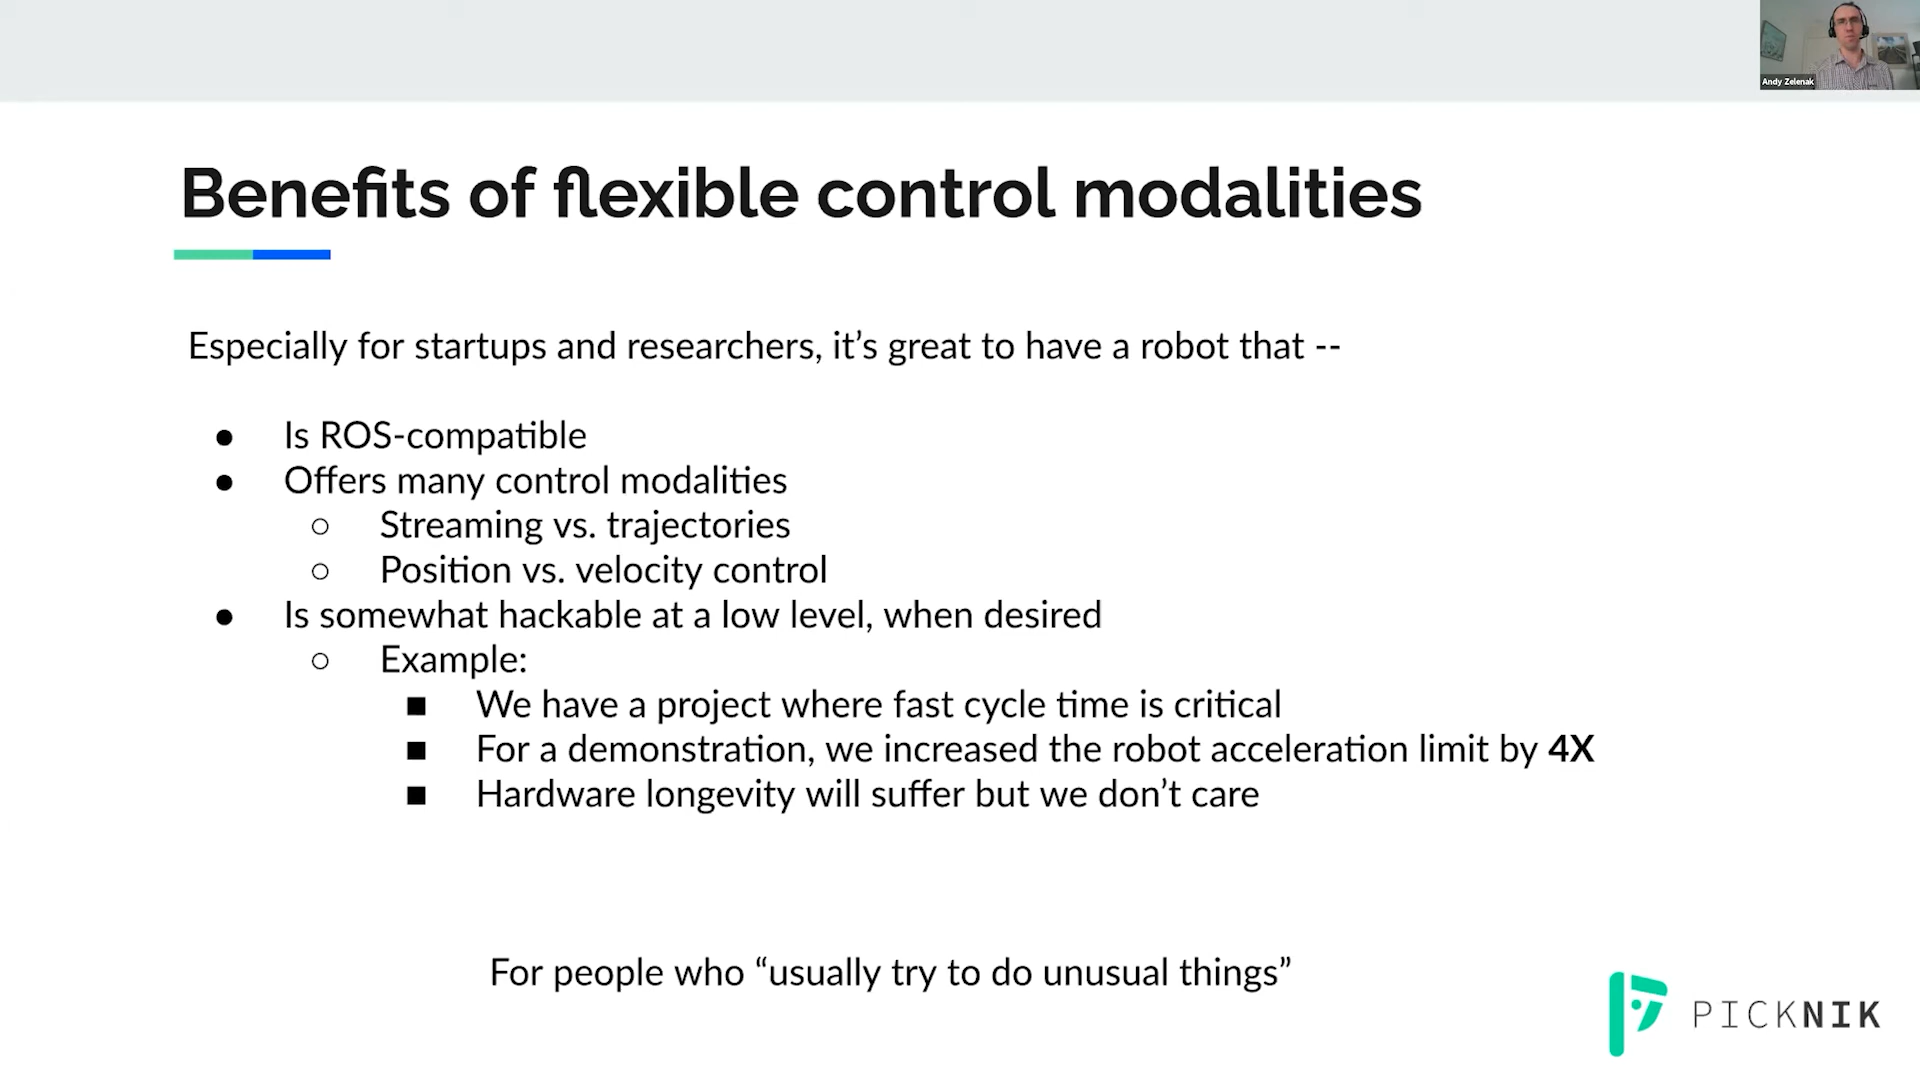 Andy Zelenak
Benefits of flexible control modalities
Especially for startups and researchers, it’s great to have a robot that --
● Is ROS-compatible
● Offers many control modalities
○ Streaming vs. trajectories
○ Position vs. velocity control
● Is somewhat hackable at a low level, when desired
○ Example:
■ We have a project where fast cycle time is critical
■ For a demonstration, we increased the robot acceleration limit by 4X
■ Hardware longevity will suffer but we don’t care
For people who “usually try to do unusual things”
PICKNIK